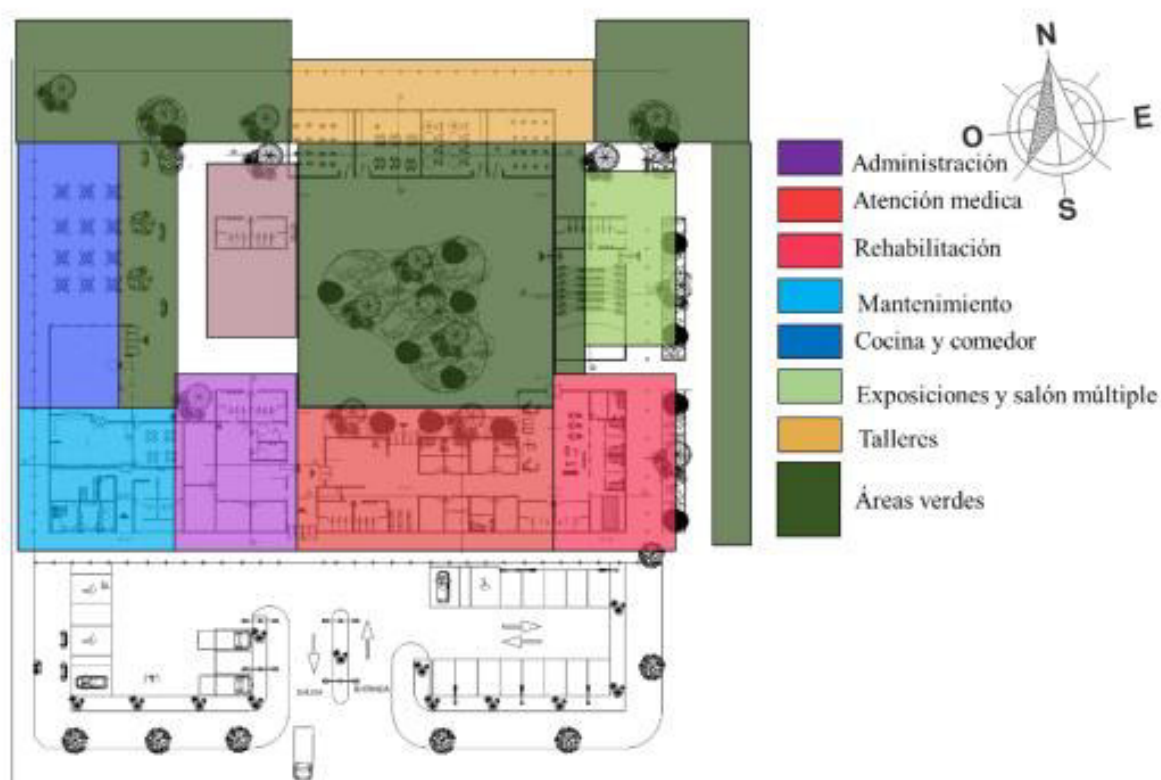 N
E
O
S
Administración
Atención medica
Rehabilitación
Mantenimiento
Cocina y comedor
Exposiciones y salón múltiple
Talleres
Áreas verdes